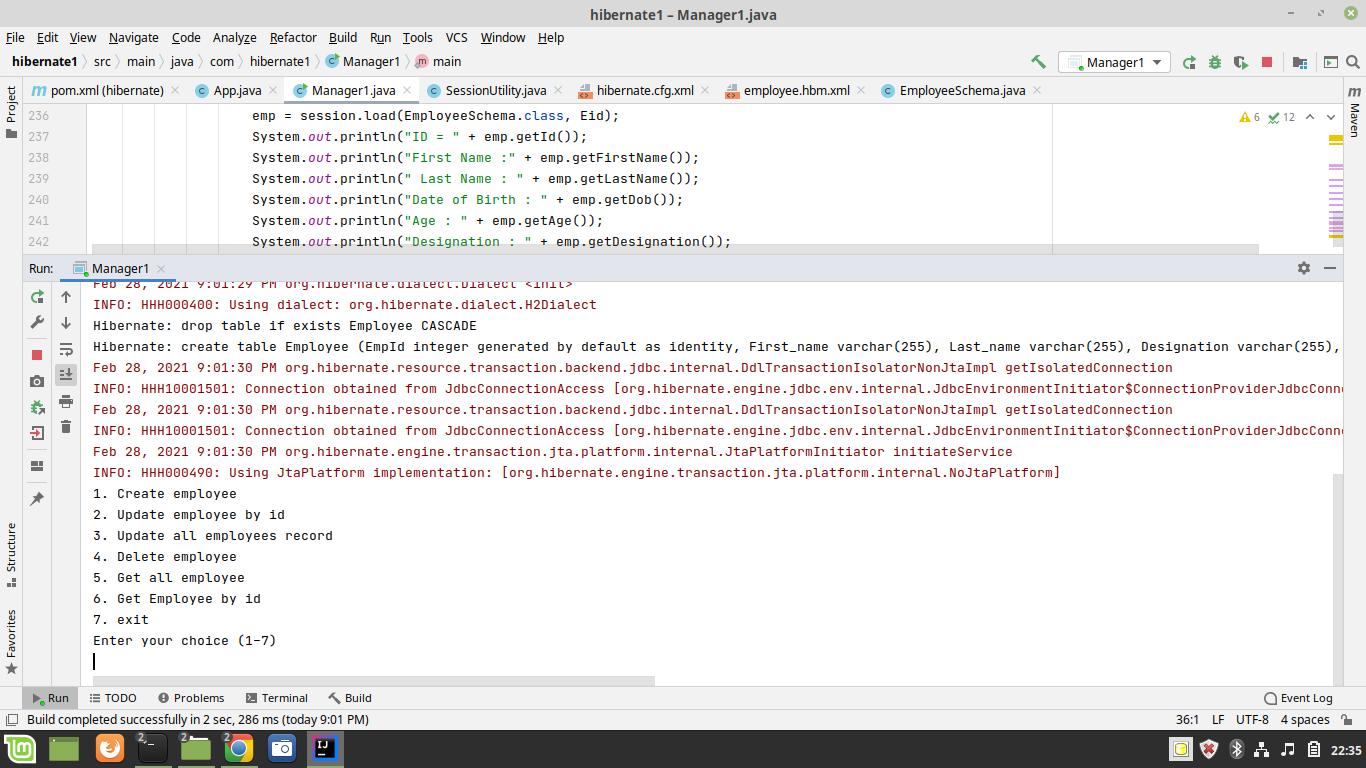 hibernate1 – Manager1.java
File Edit View Navigate Code Analyze Refactor Build Run Tools VCS Window Help
hibernate1 src main java com hibernate1 Manager1 main
Manager1
pom.xml (hibernate) App.java Manager1.java SessionUtility.java hibernate.cfg.xml employee.hbm.xml EmployeeSchema.java
Project
Maven
6 12
236 emp = session.load(EmployeeSchema.class, Eid);
237 System.out.println("ID = " + emp.getId());
238 System.out.println("First Name :" + emp.getFirstName());
239 System.out.println(" Last Name : " + emp.getLastName());
240 System.out.println("Date of Birth : " + emp.getDob());
241 System.out.println("Age : " + emp.getAge());
242 System.out.println("Designation : " + emp.getDesignation());
Run: Manager1
Feb 28, 2021 9:01:29 PM org.hibernate.dialect.Dialect <init>
INFO: HHH000400: Using dialect: org.hibernate.dialect.H2Dialect
Hibernate: drop table if exists Employee CASCADE
Hibernate: create table Employee (EmpId integer generated by default as identity, First_name varchar(255), Last_name varchar(255), Designation varchar(255),
Feb 28, 2021 9:01:30 PM org.hibernate.resource.transaction.backend.jdbc.internal.DdlTransactionIsolatorNonJtaImpl getIsolatedConnection
INFO: HHH10001501: Connection obtained from JdbcConnectionAccess [org.hibernate.engine.jdbc.env.internal.JdbcEnvironmentInitiator$ConnectionProviderJdbcConn
Feb 28, 2021 9:01:30 PM org.hibernate.resource.transaction.backend.jdbc.internal.DdlTransactionIsolatorNonJtaImpl getIsolatedConnection
INFO: HHH10001501: Connection obtained from JdbcConnectionAccess [org.hibernate.engine.jdbc.env.internal.JdbcEnvironmentInitiator$ConnectionProviderJdbcConn
Feb 28, 2021 9:01:30 PM org.hibernate.engine.transaction.jta.platform.internal.JtaPlatformInitiator initiateService
INFO: HHH000490: Using JtaPlatform implementation: [org.hibernate.engine.transaction.jta.platform.internal.NoJtaPlatform]
1. Create employee
2. Update employee by id
3. Update all employees record
4. Delete employee
5. Get all employee
6. Get Employee by id
7. exit
Enter your choice (1-7)
Structure
Favorites
Run TODO Problems Terminal Build Event Log
Build completed successfully in 2 sec, 286 ms (today 9:01 PM) 36:1 LF UTF-8 4 spaces
2 2 2 IJ 22:35